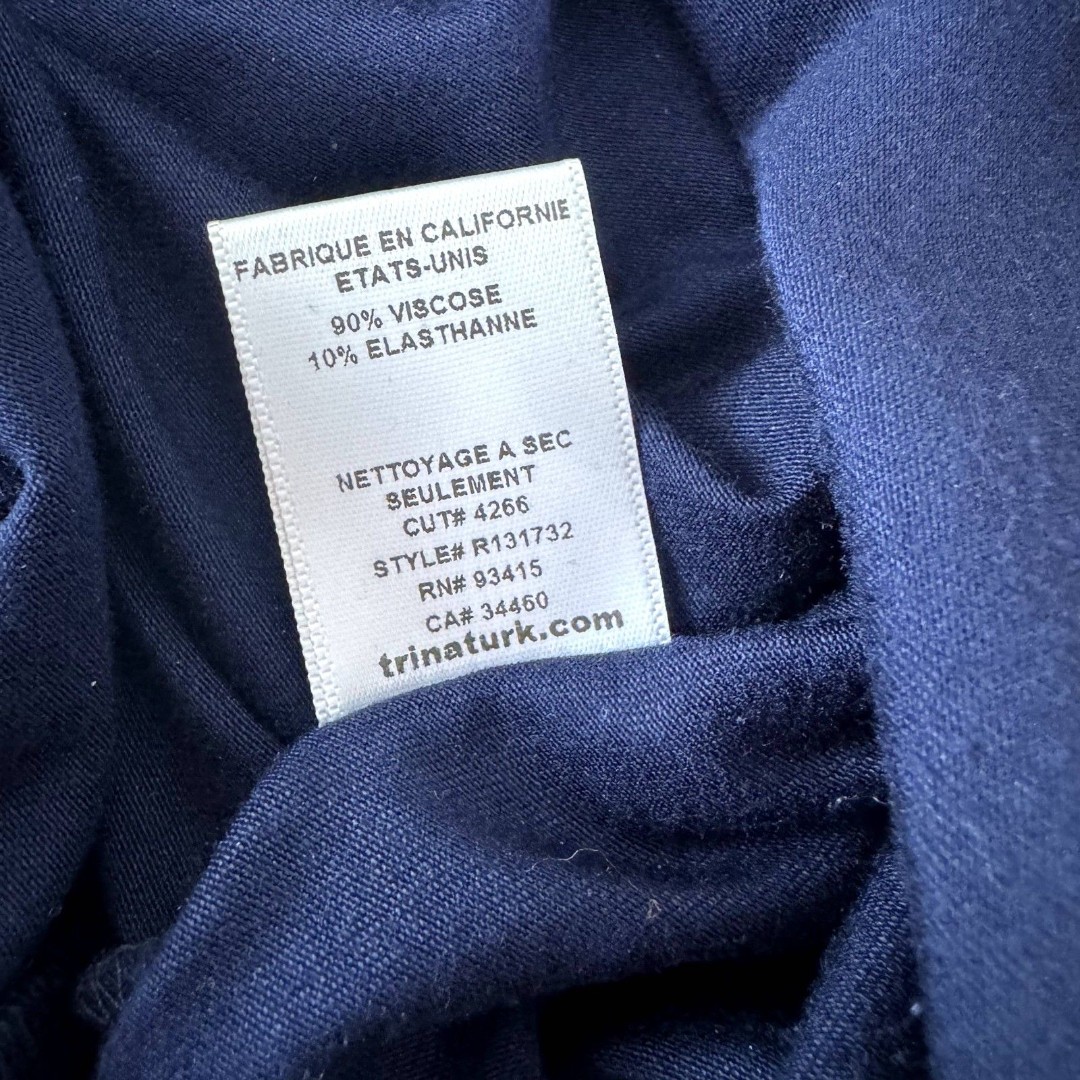 FABRIQUE EN CALIFORNIE
ETATS-UNIS
90% VISCOSE
10% ELASTHANNE
NETTOYAGE A SEC
SEULEMENT
CUT# 4266
STYLE# R131732
RN# 93415
CA# 34460
trinaturk.com